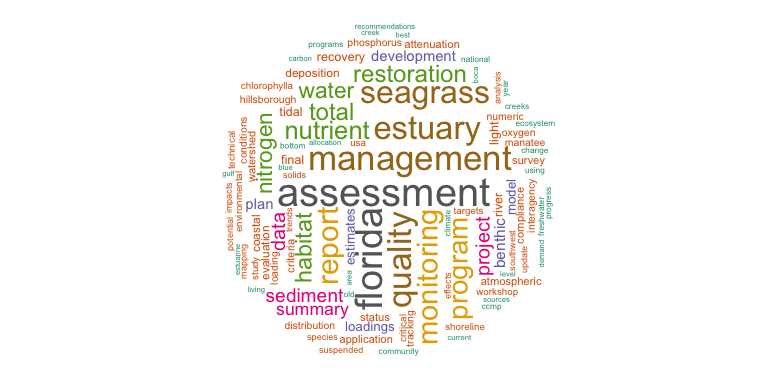 recommendations
creek
best
programs
phosphorus
attenuation
carbon
recovery
development
national
deposition
restoration
boca
analysis
year
chlorophylla
water
seagrass
hillsborough
tidal
total
creeks
numeric
nutrient
estuary
light
oxygen
ecosystem
technical
conditions
watershed
nitrogen
bottom
allocation
usa
manatee
change
final
management
survey
gulf
blue
solids
using
assessment
potential
impacts
environmental
plan
estuarine
mapping
study
coastal
evaluation
loading
data
criteria
trends
habitat
report
estimates
area
florida
quality
monitoring
climate
program
targets
project
benthic
river
model
southwest
compliance
update
interagency
demand
freshwater
progress
level
effects
living
sediment
old
atmospheric
summary
workshop
sources
ccmp
status
distribution
loadings
critical
tracking
shoreline
species
application
current
suspended
community